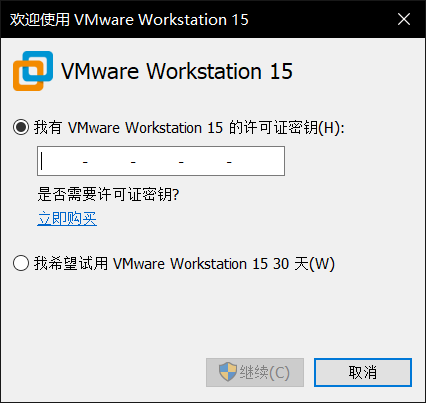 欢迎使用 VMware Workstation 15
VMware Workstation 15
我有 VMware Workstation 15 的许可证密钥(H):
- - - -
是否需要许可证密钥?
立即购买
我希望试用 VMware Workstation 15 30 天(W)
继续(C) 取消